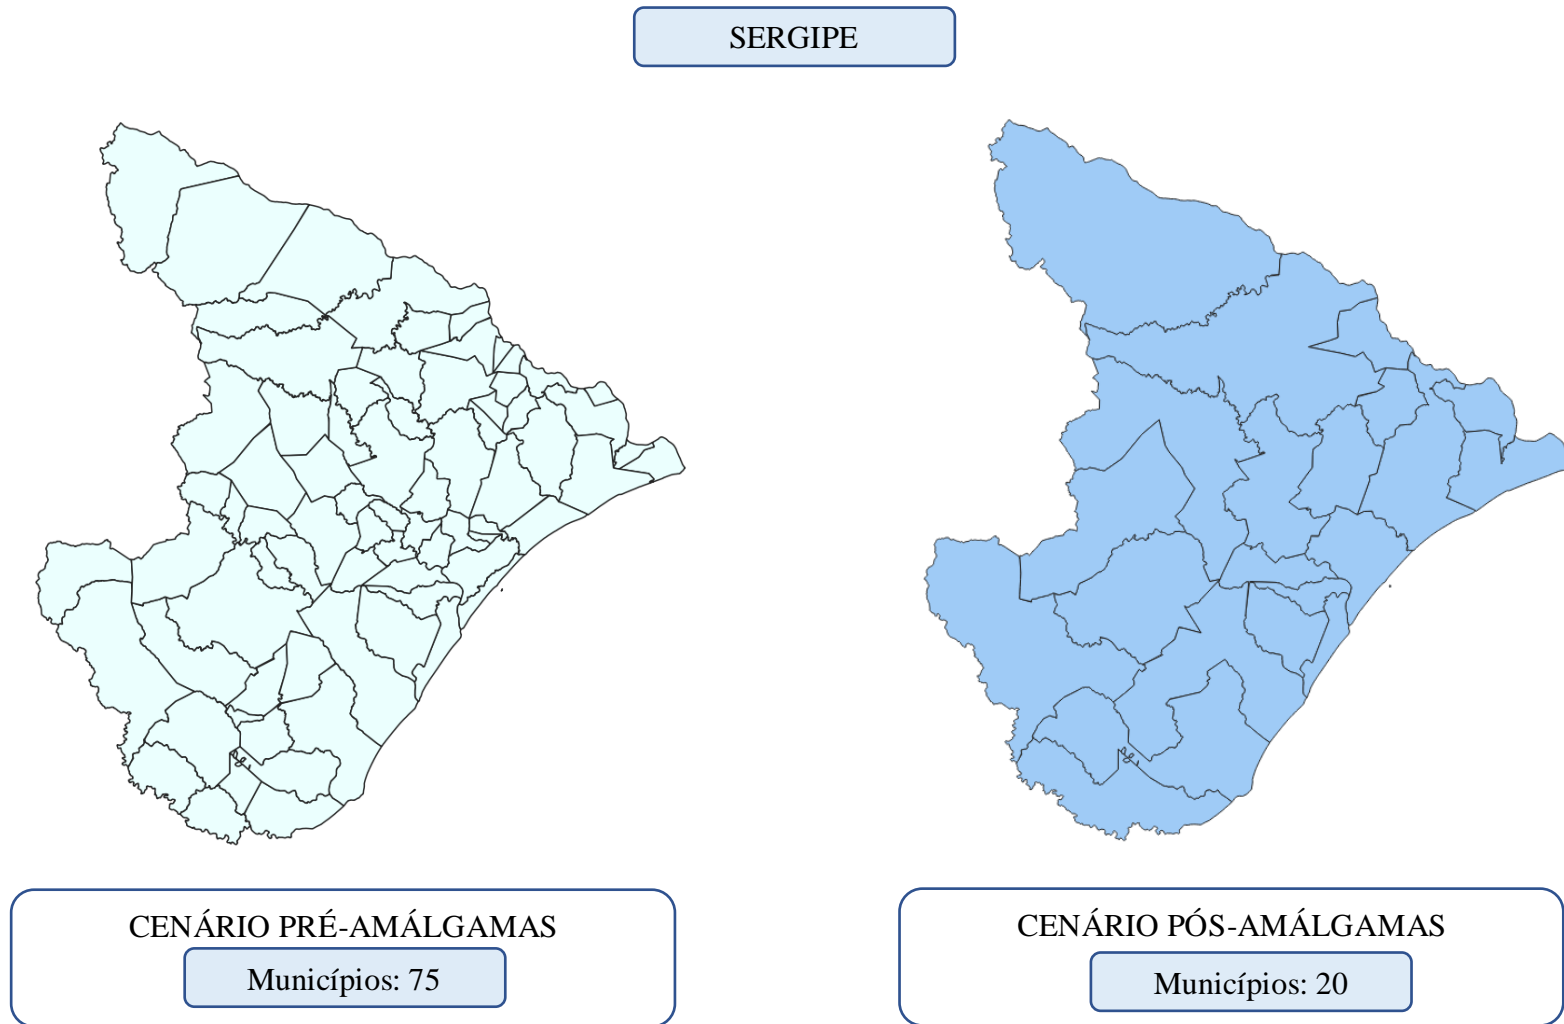 SERGIPE
CENÁRIO PRÉ-AMÁLGAMAS
Municípios: 75
CENÁRIO PÓS-AMÁLGAMAS
Municípios: 20